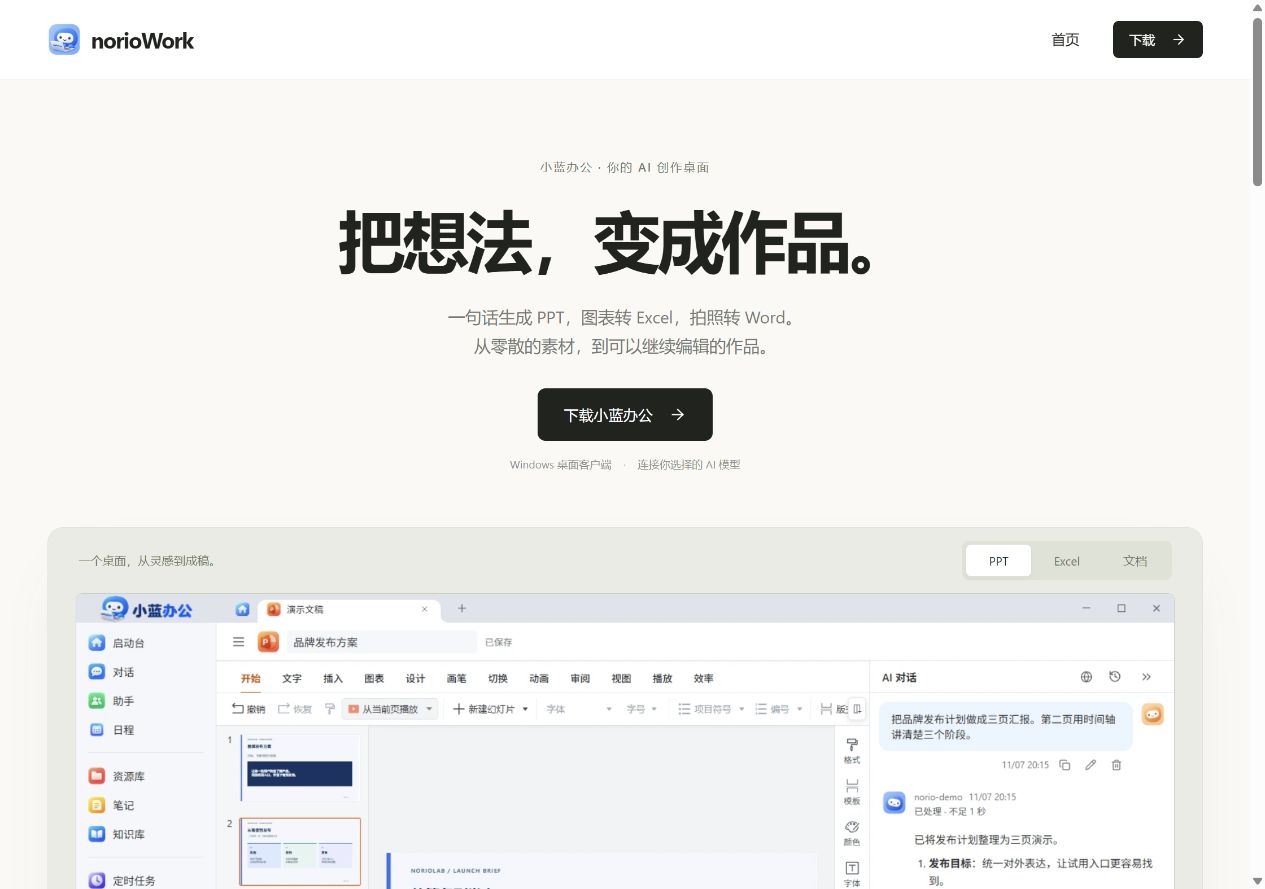 norioWork
首页
下载
小蓝办公 · 你的 AI 创作桌面
把想法，变成作品。
一句话生成 PPT，图表转 Excel，拍照转 Word。
从零散的素材，到可以继续编辑的作品。
下载小蓝办公
Windows 桌面客户端 · 连接你选择的 AI 模型
一个桌面，从灵感到成稿。
PPT
Excel
文档
小蓝办公
演示文稿
启动台
对话
助手
日程
资源库
笔记
知识库
定时任务
品牌发布方案
已保存
开始 文字 插入 图表 设计 画笔 切换 动画 审阅 视图 播放 效率
撤销 恢复 从当前页播放 新建幻灯片 字体 字号 项目符号 编号
1
2
NORIOLAB / LAUNCH BRIEF
格式
模板
颜色
字体
AI 对话
把品牌发布计划做成三页汇报。第二页用时间轴
讲清楚三个阶段。
11/07 20:15
norio-demo 11/07 20:15
已处理 - 不足 1 秒
已将发布计划整理为三页演示。
1. 发布目标：统一对外表达，让试用入口更容易找
到。